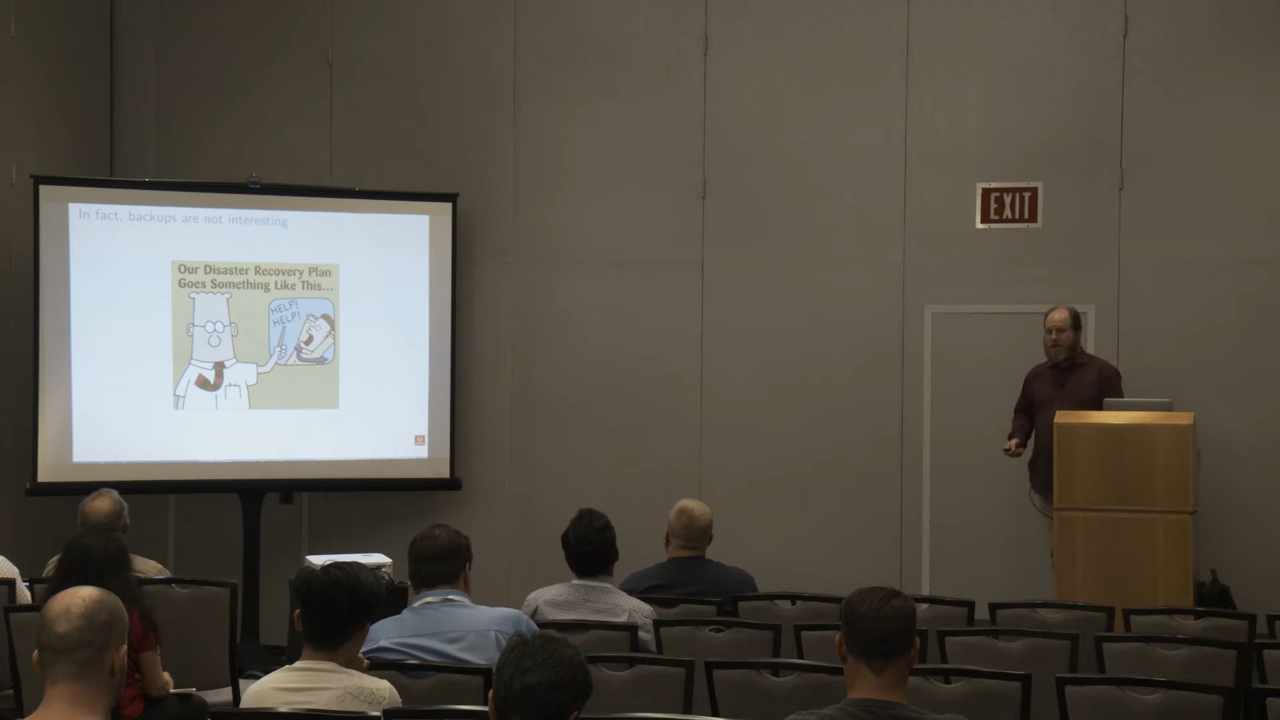 In fact, backups are not interesting
Our Disaster Recovery Plan
Goes Something Like This...
HELP!
HELP!
EXIT